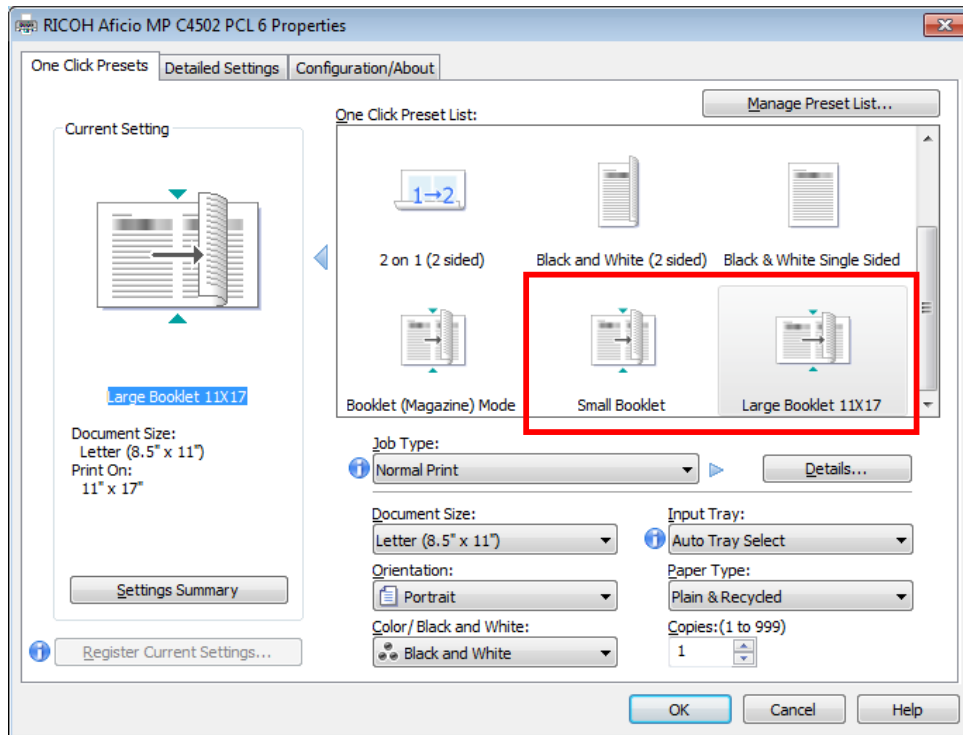 RICOH Aficio MP C4502 PCL 6 Properties
One Click Presets Detailed Settings Configuration/About
Manage Preset List...
Current Setting
One Click Preset List:
1→2
2 on 1 (2 sided) Black and White (2 sided) Black & White Single Sided
Booklet (Magazine) Mode Small Booklet Large Booklet 11X17
Large Booklet 11X17
Document Size:
Letter (8.5" x 11")
Print On:
11" x 17"
Settings Summary
Register Current Settings...
Job Type:
Normal Print
Details...
Document Size:
Letter (8.5" x 11")
Input Tray:
Auto Tray Select
Orientation:
Portrait
Paper Type:
Plain & Recycled
Color/ Black and White:
Black and White
Copies:(1 to 999)
1
OK Cancel Help